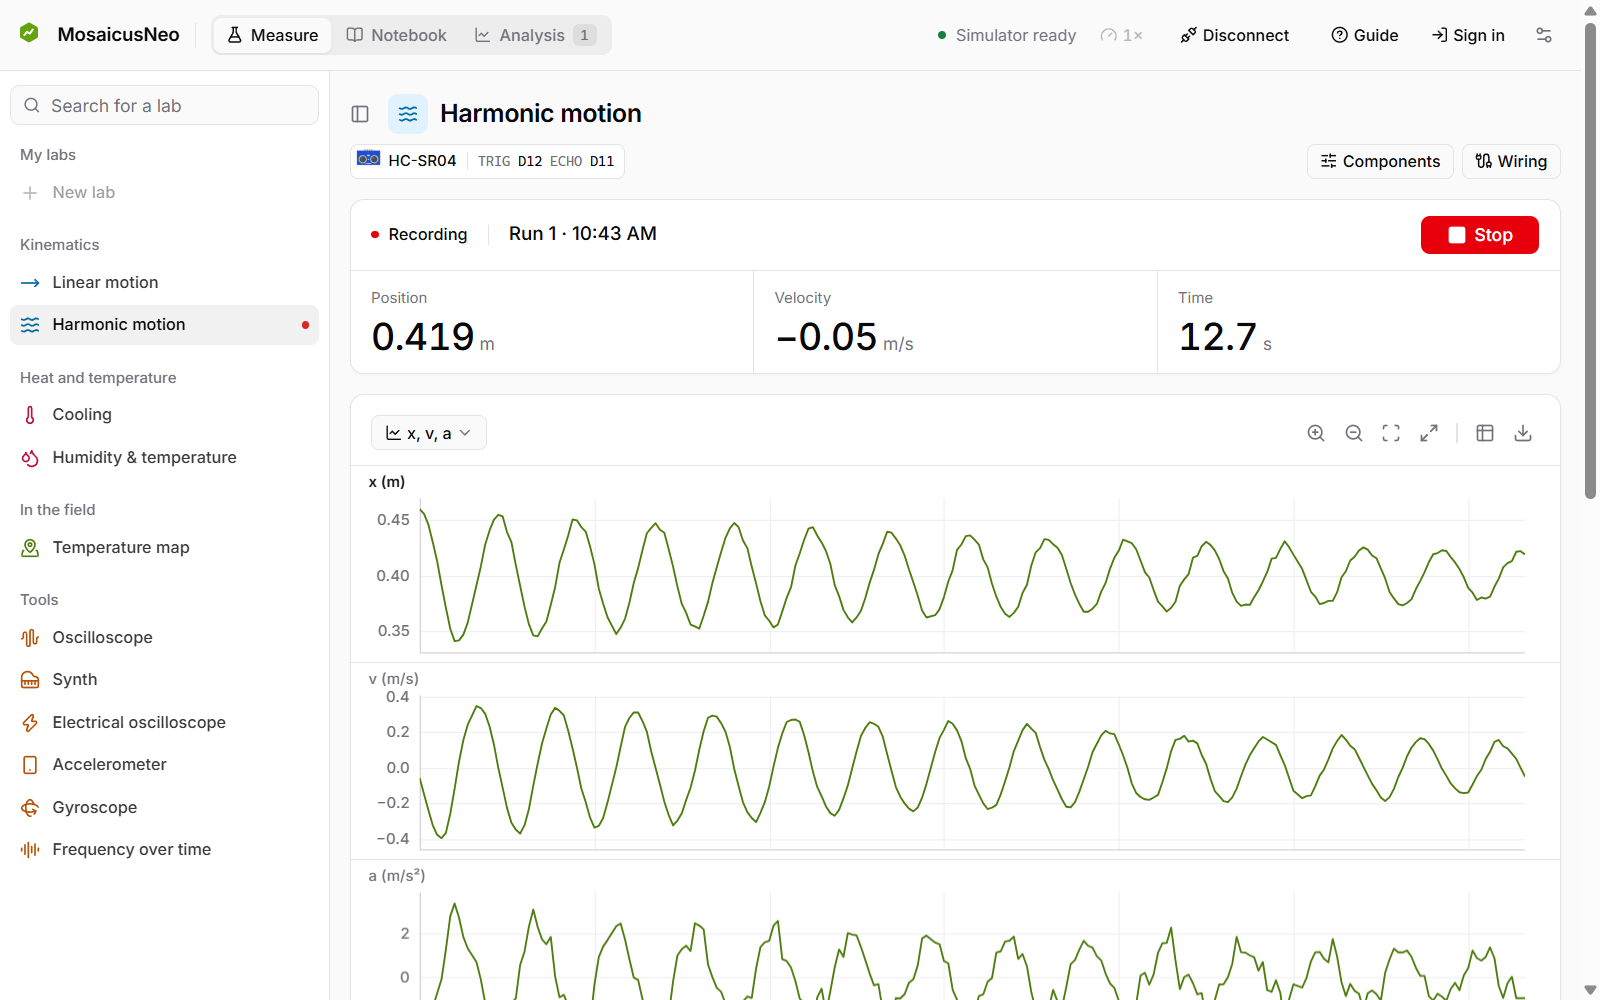 MosaicusNeo
Measure
Notebook
Analysis 1
Simulator ready
1×
Disconnect
Guide
Sign in
Search for a lab
My labs
New lab
Kinematics
Linear motion
Harmonic motion
Heat and temperature
Cooling
Humidity & temperature
In the field
Temperature map
Tools
Oscilloscope
Synth
Electrical oscilloscope
Accelerometer
Gyroscope
Frequency over time
Harmonic motion
HC-SR04 TRIG D12 ECHO D11
Components
Wiring
Recording
Run 1 · 10:43 AM
Stop
Position
0.419 m
Velocity
−0.05 m/s
Time
12.7 s
x, v, a
x (m)
0.45
0.40
0.35
v (m/s)
0.4
0.2
0.0
−0.2
−0.4
a (m/s²)
2
0